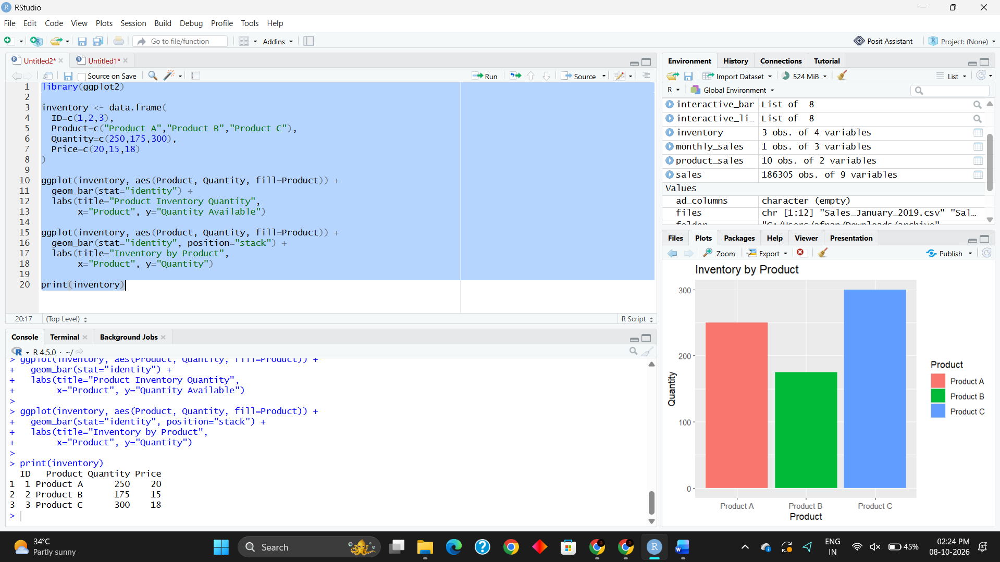 RStudio
File Edit Code View Plots Session Build Debug Profile Tools Help
Go to file/function Addins Posit Assistant Project: (None)
Untitled2* Untitled1*
Source on Save Run Source
1 library(ggplot2)
2
3 inventory <- data.frame(
4 ID=c(1,2,3),
5 Product=c("Product A","Product B","Product C"),
6 Quantity=c(250,175,300),
7 Price=c(20,15,18)
8 )
9
10 ggplot(inventory, aes(Product, Quantity, fill=Product)) +
11 geom_bar(stat="identity") +
12 labs(title="Product Inventory Quantity",
13 x="Product", y="Quantity Available")
14
15 ggplot(inventory, aes(Product, Quantity, fill=Product)) +
16 geom_bar(stat="identity", position="stack") +
17 labs(title="Inventory by Product",
18 x="Product", y="Quantity")
19
20 print(inventory)
20:17 (Top Level) R Script
Console Terminal Background Jobs
R 4.5.0 · ~/
> ggplot(inventory, aes(Product, Quantity, fill=Product)) +
+ geom_bar(stat="identity") +
+ labs(title="Product Inventory Quantity",
+ x="Product", y="Quantity Available")
>
> ggplot(inventory, aes(Product, Quantity, fill=Product)) +
+ geom_bar(stat="identity", position="stack") +
+ labs(title="Inventory by Product",
+ x="Product", y="Quantity")
>
> print(inventory)
ID Product Quantity Price
1 1 Product A 250 20
2 2 Product B 175 15
3 3 Product C 300 18
>
Environment History Connections Tutorial
Import Dataset 524 MiB List
R Global Environment
interactive_bar List of 8
interactive_li… List of 8
inventory 3 obs. of 4 variables
monthly_sales 1 obs. of 3 variables
product_sales 10 obs. of 2 variables
sales 186305 obs. of 9 variables
Values
ad_columns character (empty)
files chr [1:12] "Sales_January_2019.csv" "Sal…
folder "C:/Users/afnan/Downloads/archive"
Files Plots Packages Help Viewer Presentation
Zoom Export Publish
Inventory by Product
300
200
100
0
Quantity
Product A Product B Product C
Product
Product
Product A
Product B
Product C
34°C
Partly sunny
Search
ENG
IN
45%
02:24 PM
08-10-2026